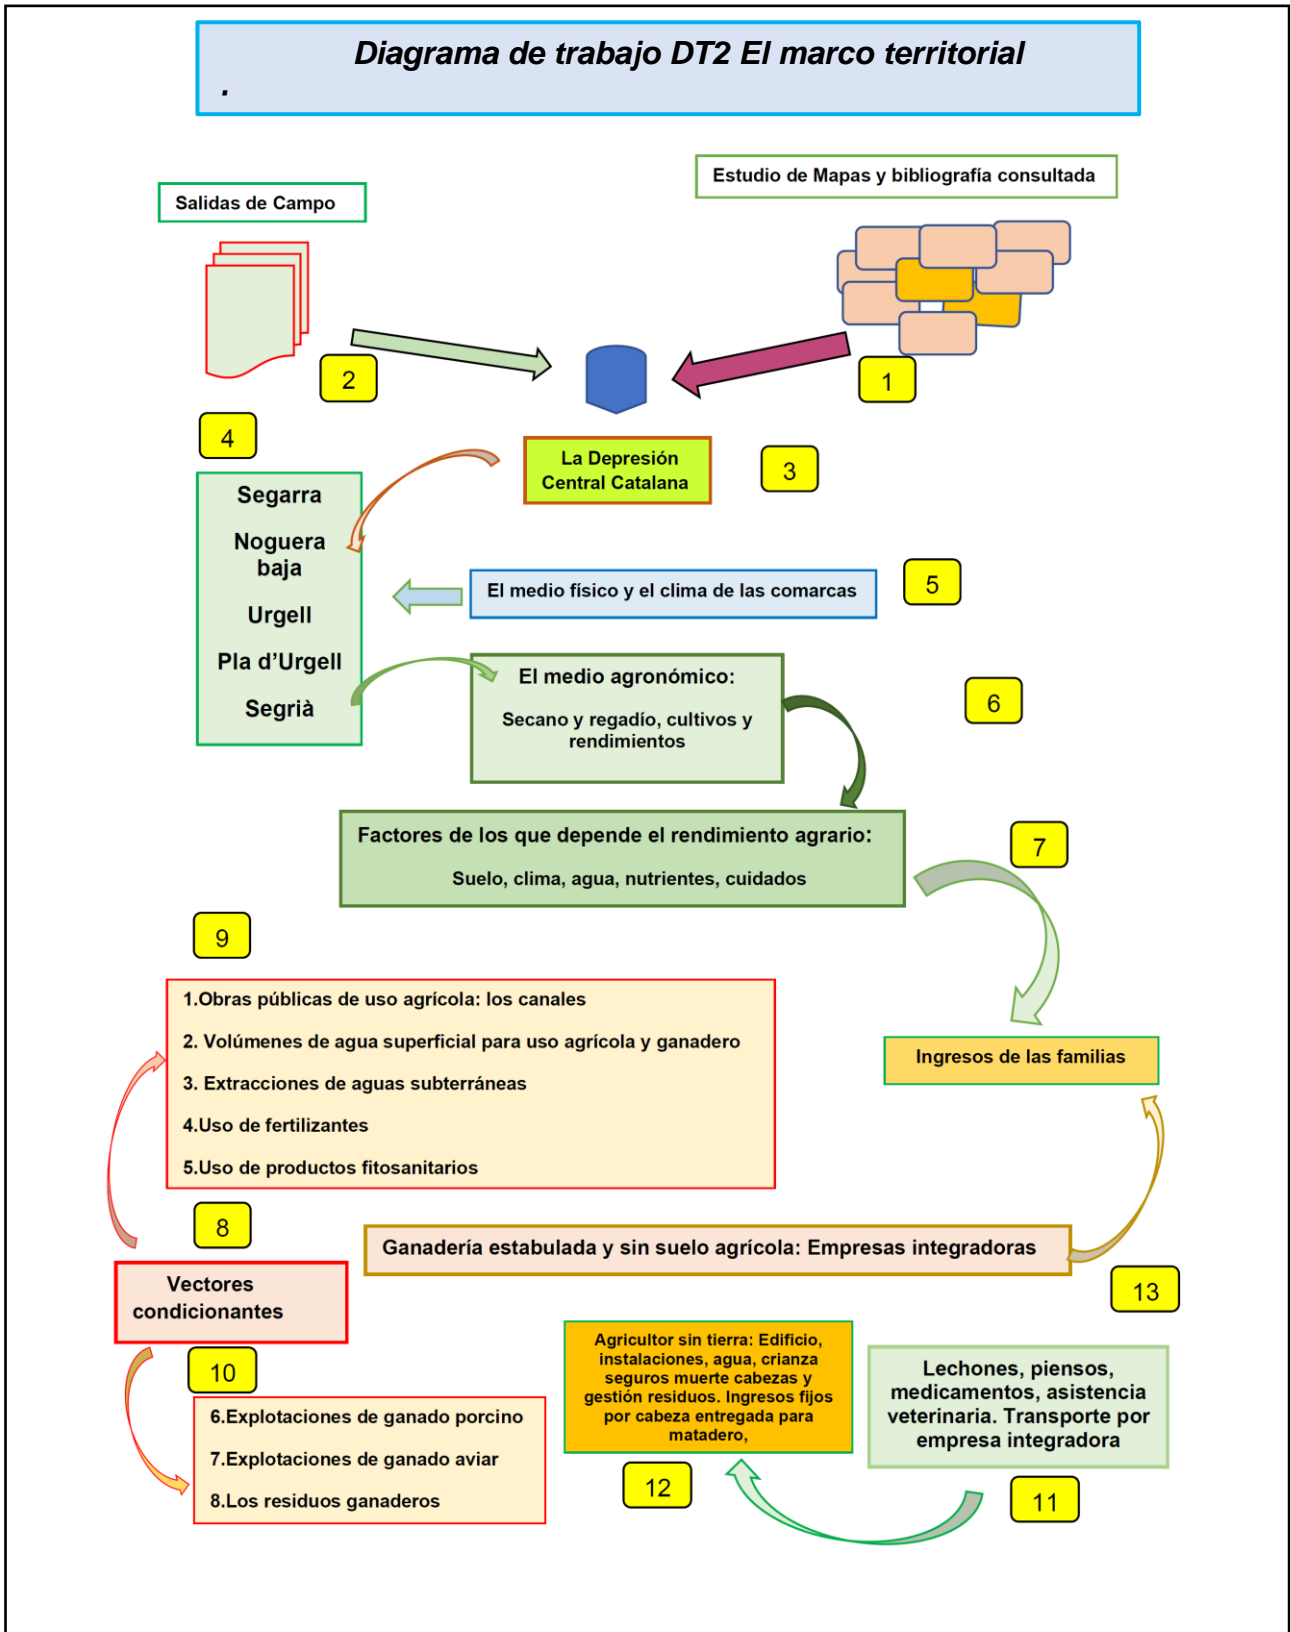 Diagrama de trabajo DT2 El marco territorial
.
Estudio de Mapas y bibliografía consultada
Salidas de Campo
2
1
4
La Depresión
Central Catalana
3
Segarra
Noguera
baja
Urgell
Pla d’Urgell
Segrià
El medio físico y el clima de las comarcas
5
El medio agronómico:
Secano y regadío, cultivos y
rendimientos
6
Factores de los que depende el rendimiento agrario:
Suelo, clima, agua, nutrientes, cuidados
7
9
1.Obras públicas de uso agrícola: los canales
2. Volúmenes de agua superficial para uso agrícola y ganadero
3. Extracciones de aguas subterráneas
4.Uso de fertilizantes
5.Uso de productos fitosanitarios
Ingresos de las familias
8
Ganadería estabulada y sin suelo agrícola: Empresas integradoras
Vectores
condicionantes
13
10
Agricultor sin tierra: Edificio,
instalaciones, agua, crianza
seguros muerte cabezas y
gestión residuos. Ingresos fijos
por cabeza entregada para
matadero,
Lechones, piensos,
medicamentos, asistencia
veterinaria. Transporte por
empresa integradora
6.Explotaciones de ganado porcino
7.Explotaciones de ganado aviar
8.Los residuos ganaderos
12
11